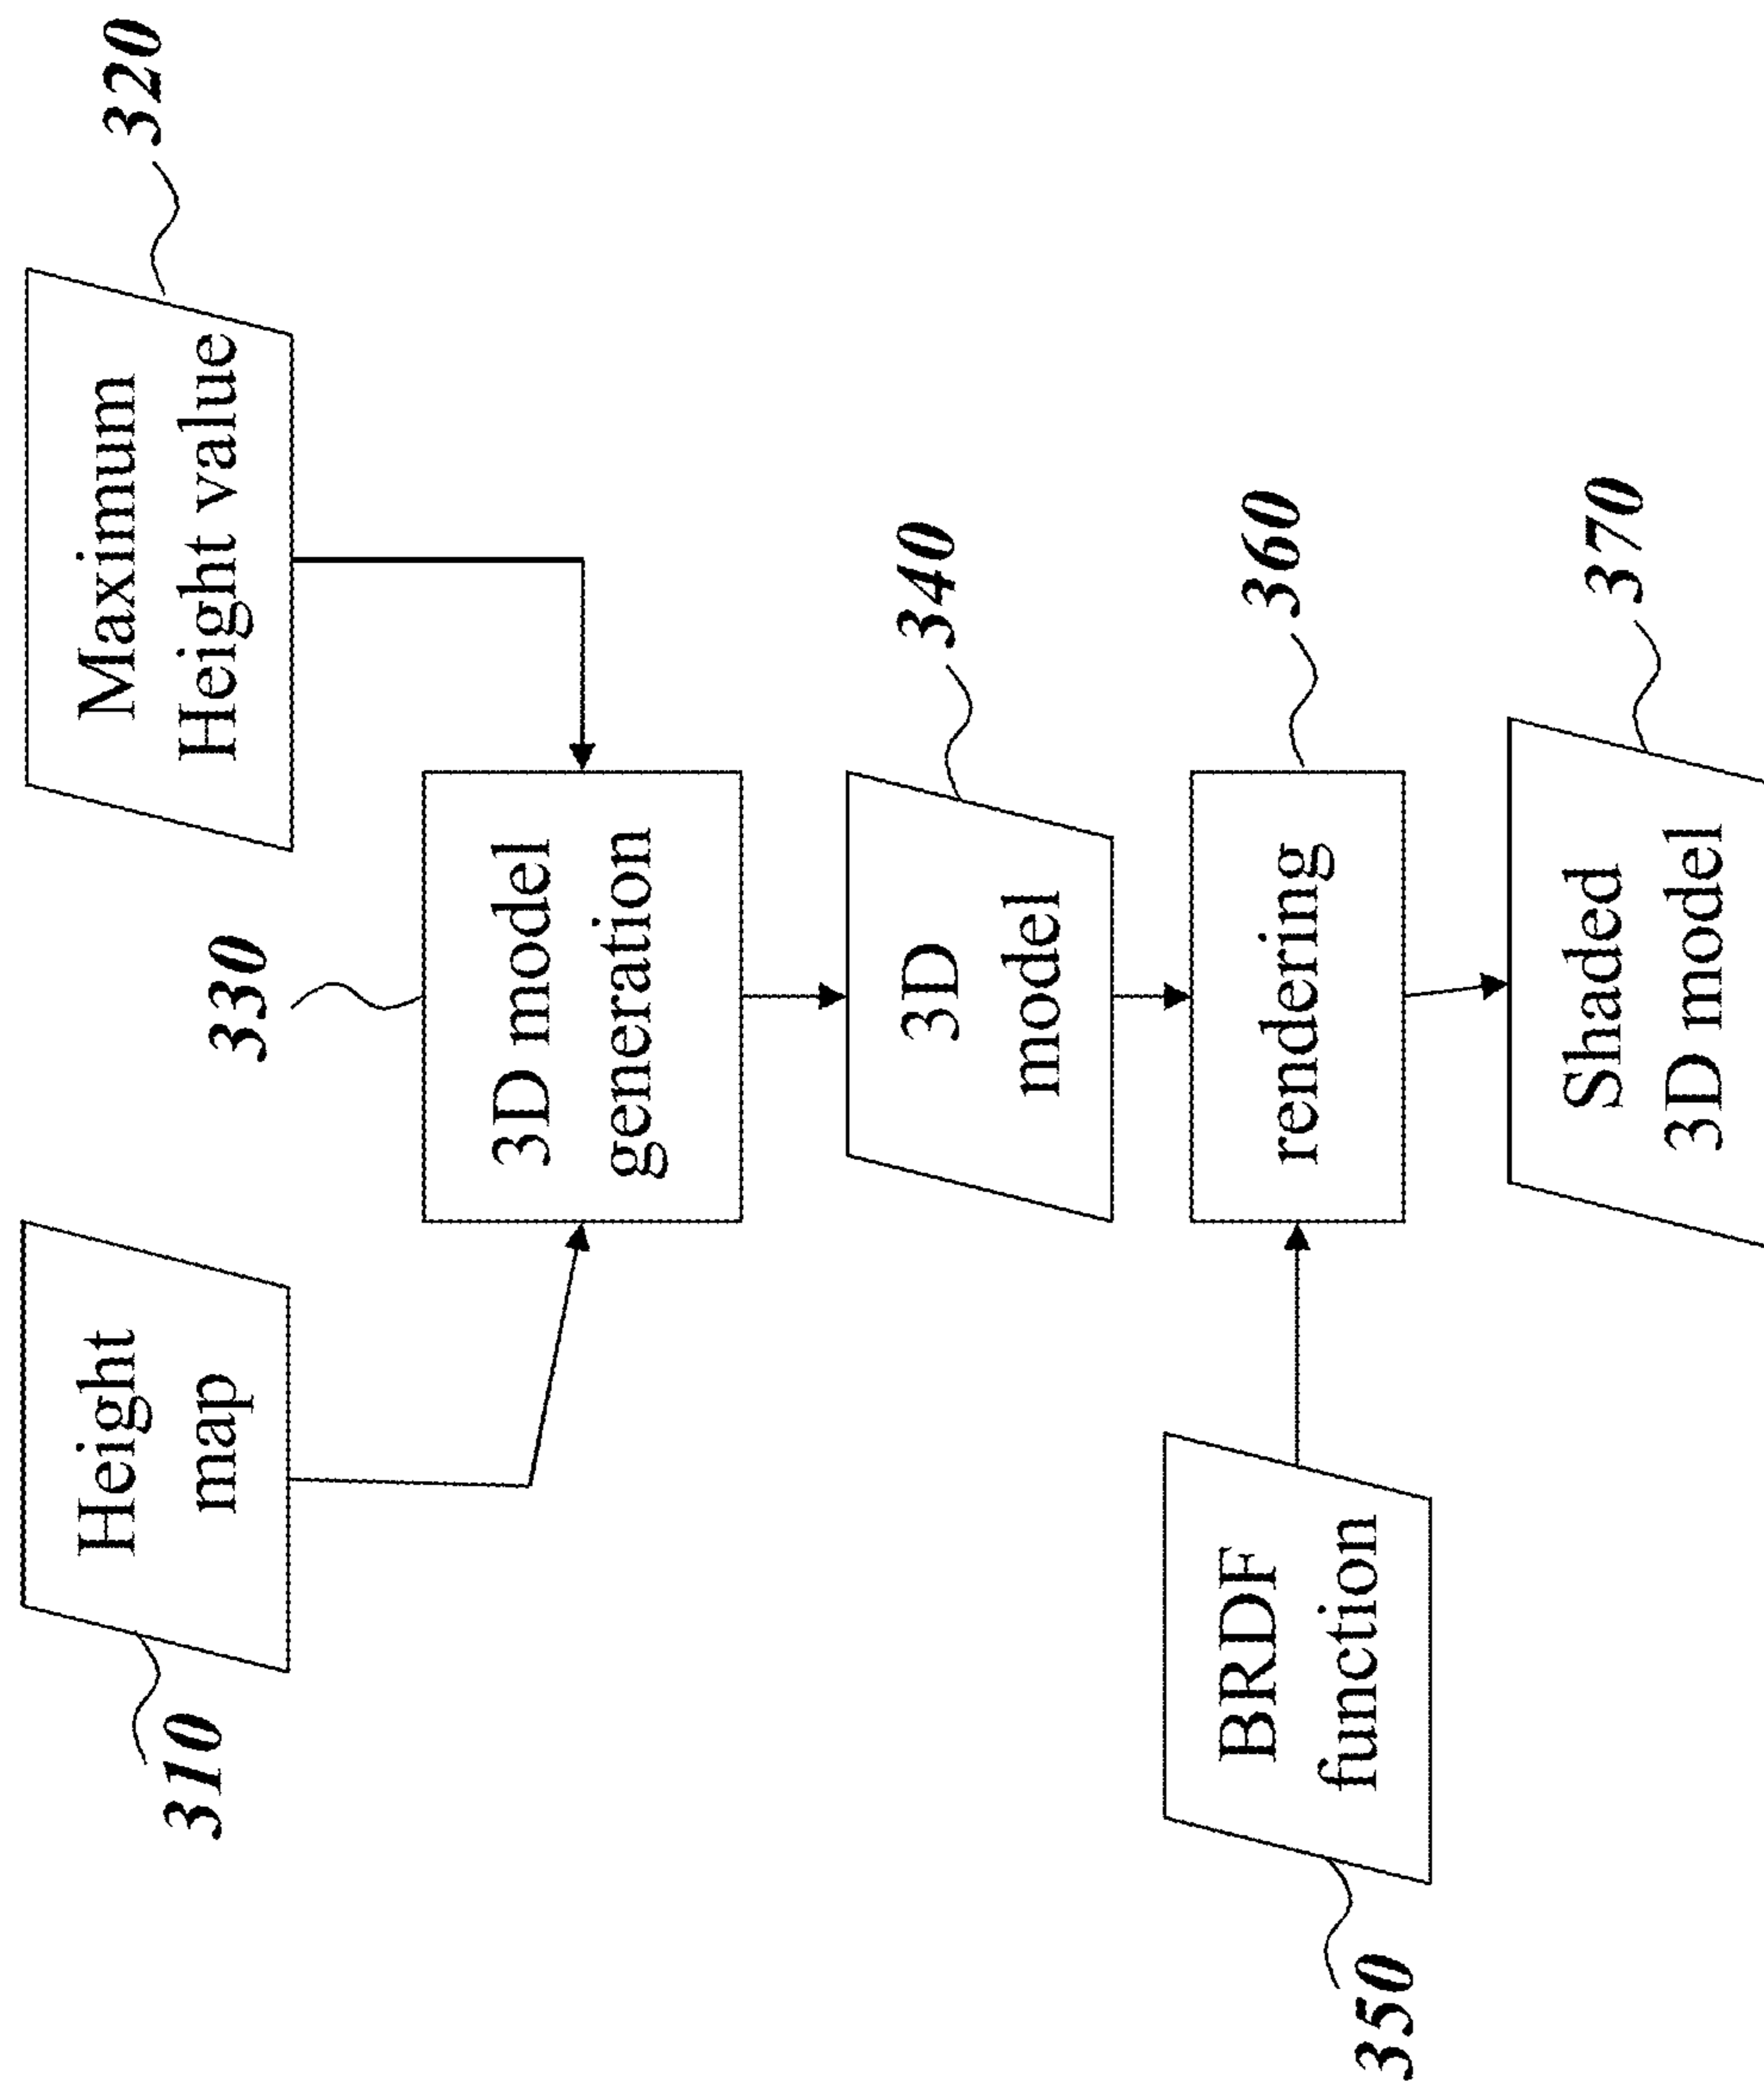 310
Height
map
Maximum
Height value
320
330
3D model
generation
3D
model
340
350
BRDF
function
rendering
360
Shaded
3D model
370